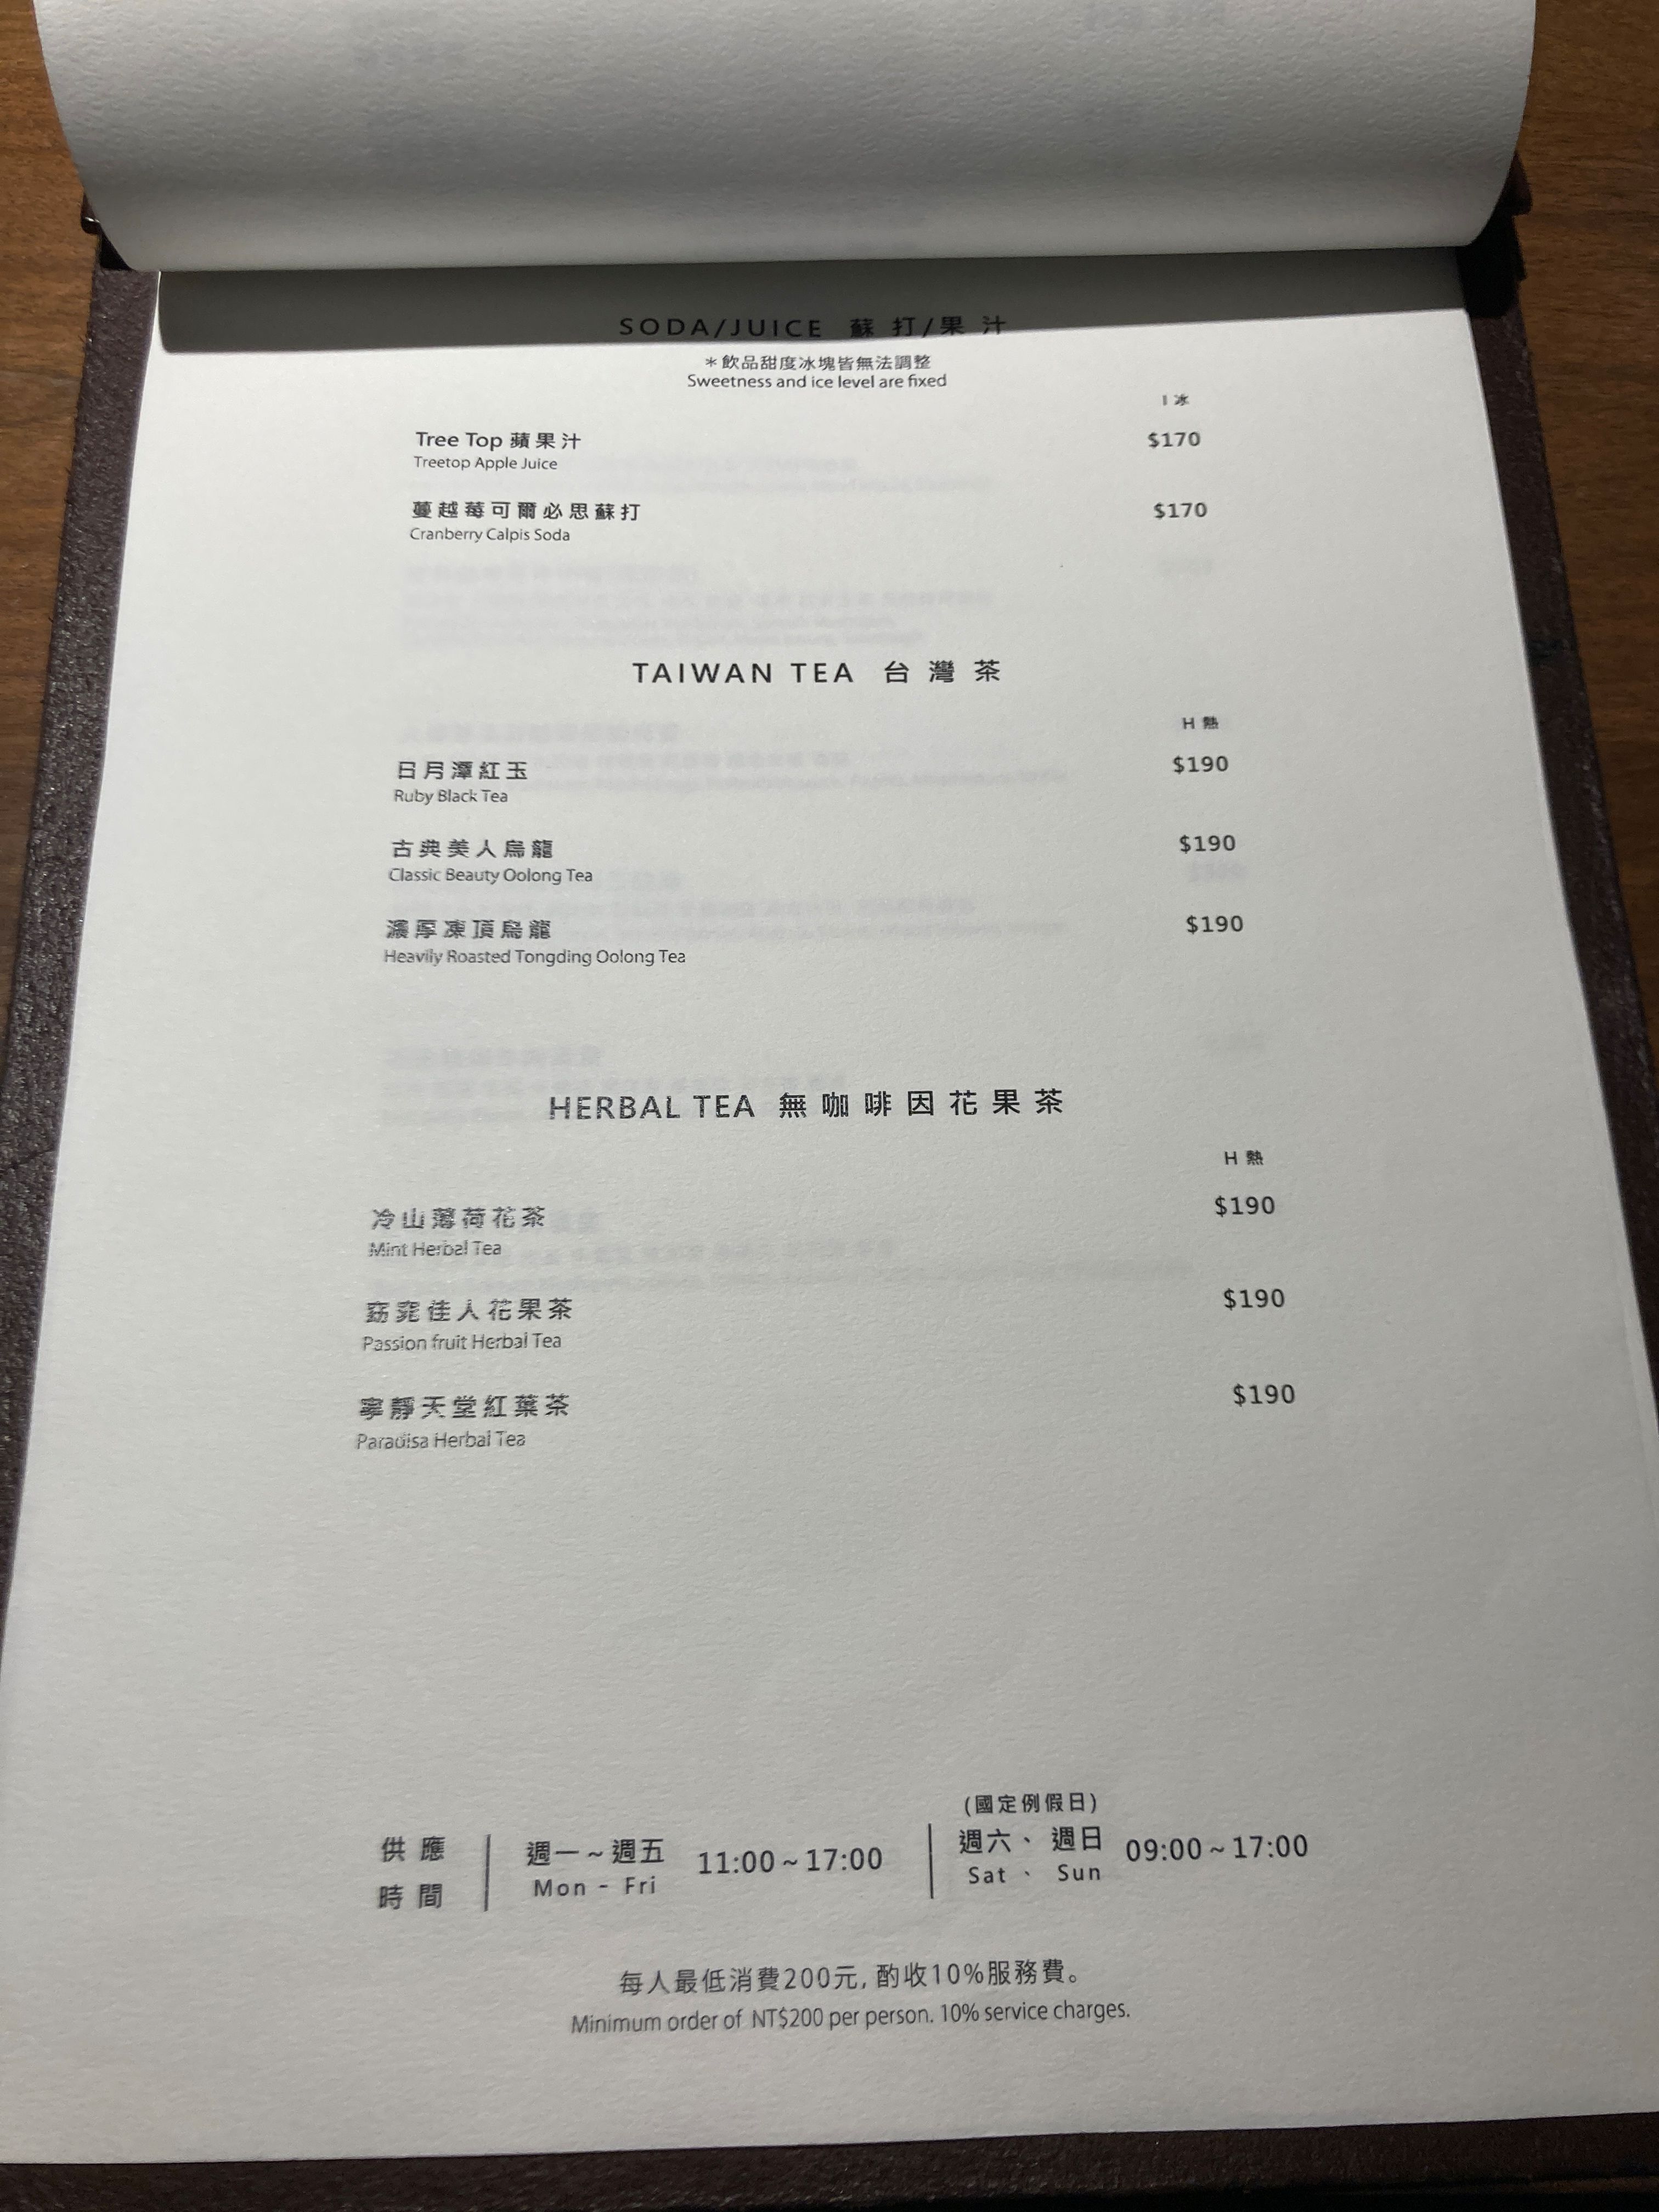 SODA/JUICE 蘇打/果汁
＊飲品甜度冰塊皆無法調整
Sweetness and ice level are fixed
I 冰
Tree Top 蘋果汁 $170
Treetop Apple Juice
蔓越莓可爾必思蘇打 $170
Cranberry Calpis Soda
TAIWAN TEA 台灣茶
H 熱
日月潭紅玉 $190
Ruby Black Tea
古典美人烏龍 $190
Classic Beauty Oolong Tea
濃厚凍頂烏龍 $190
Heavily Roasted Tongding Oolong Tea
HERBAL TEA 無咖啡因花果茶
H 熱
冷山薄荷花茶 $190
Mint Herbal Tea
窈窕佳人花果茶 $190
Passion fruit Herbal Tea
寧靜天堂紅葉茶 $190
Paradisa Herbal Tea
(國定例假日)
供應 週一～週五 11:00～17:00 週六、週日 09:00～17:00
時間 Mon - Fri Sat 、 Sun
每人最低消費200元, 酌收10%服務費。
Minimum order of NT$200 per person. 10% service charges.